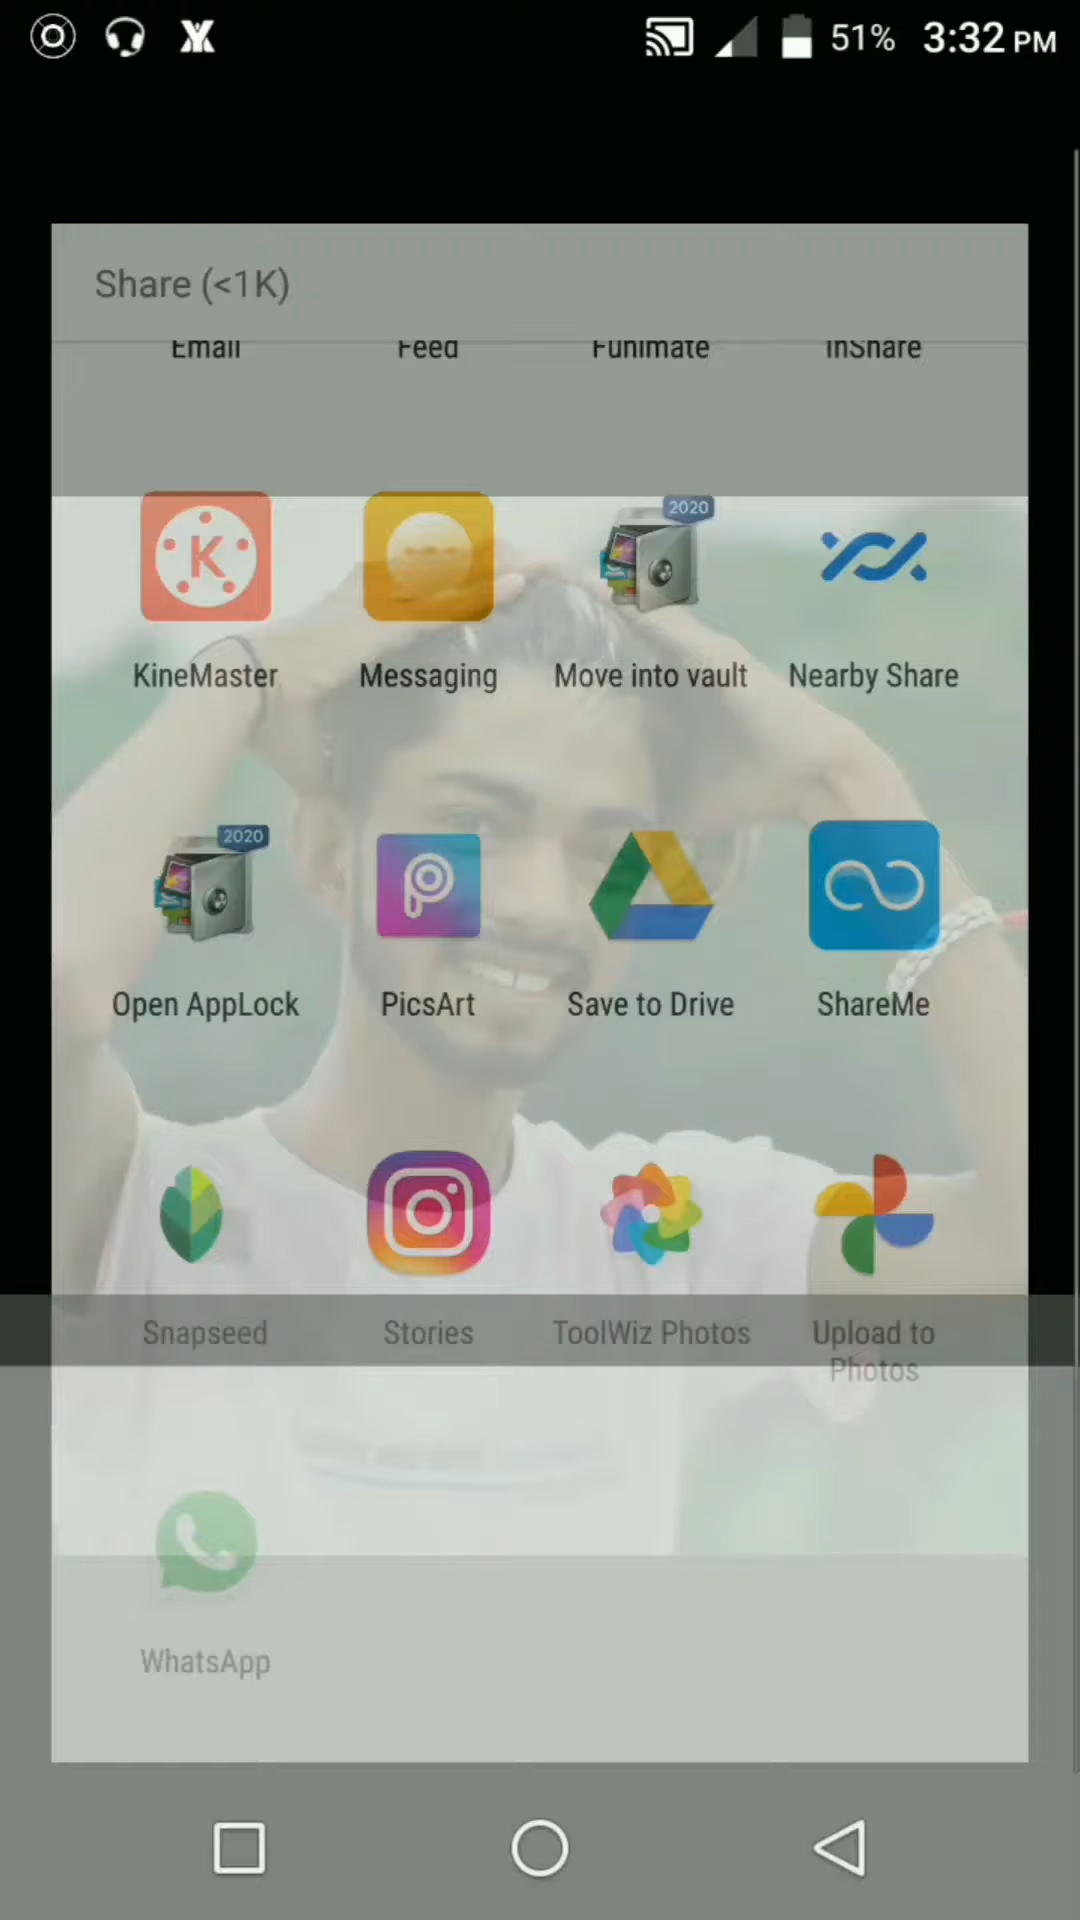 51% 3:32 PM
Share (<1K)
Email Feed Funimate InShare
2020
KineMaster Messaging Move into vault Nearby Share
2020
Open AppLock PicsArt Save to Drive ShareMe
Snapseed Stories ToolWiz Photos Upload to
Photos
WhatsApp